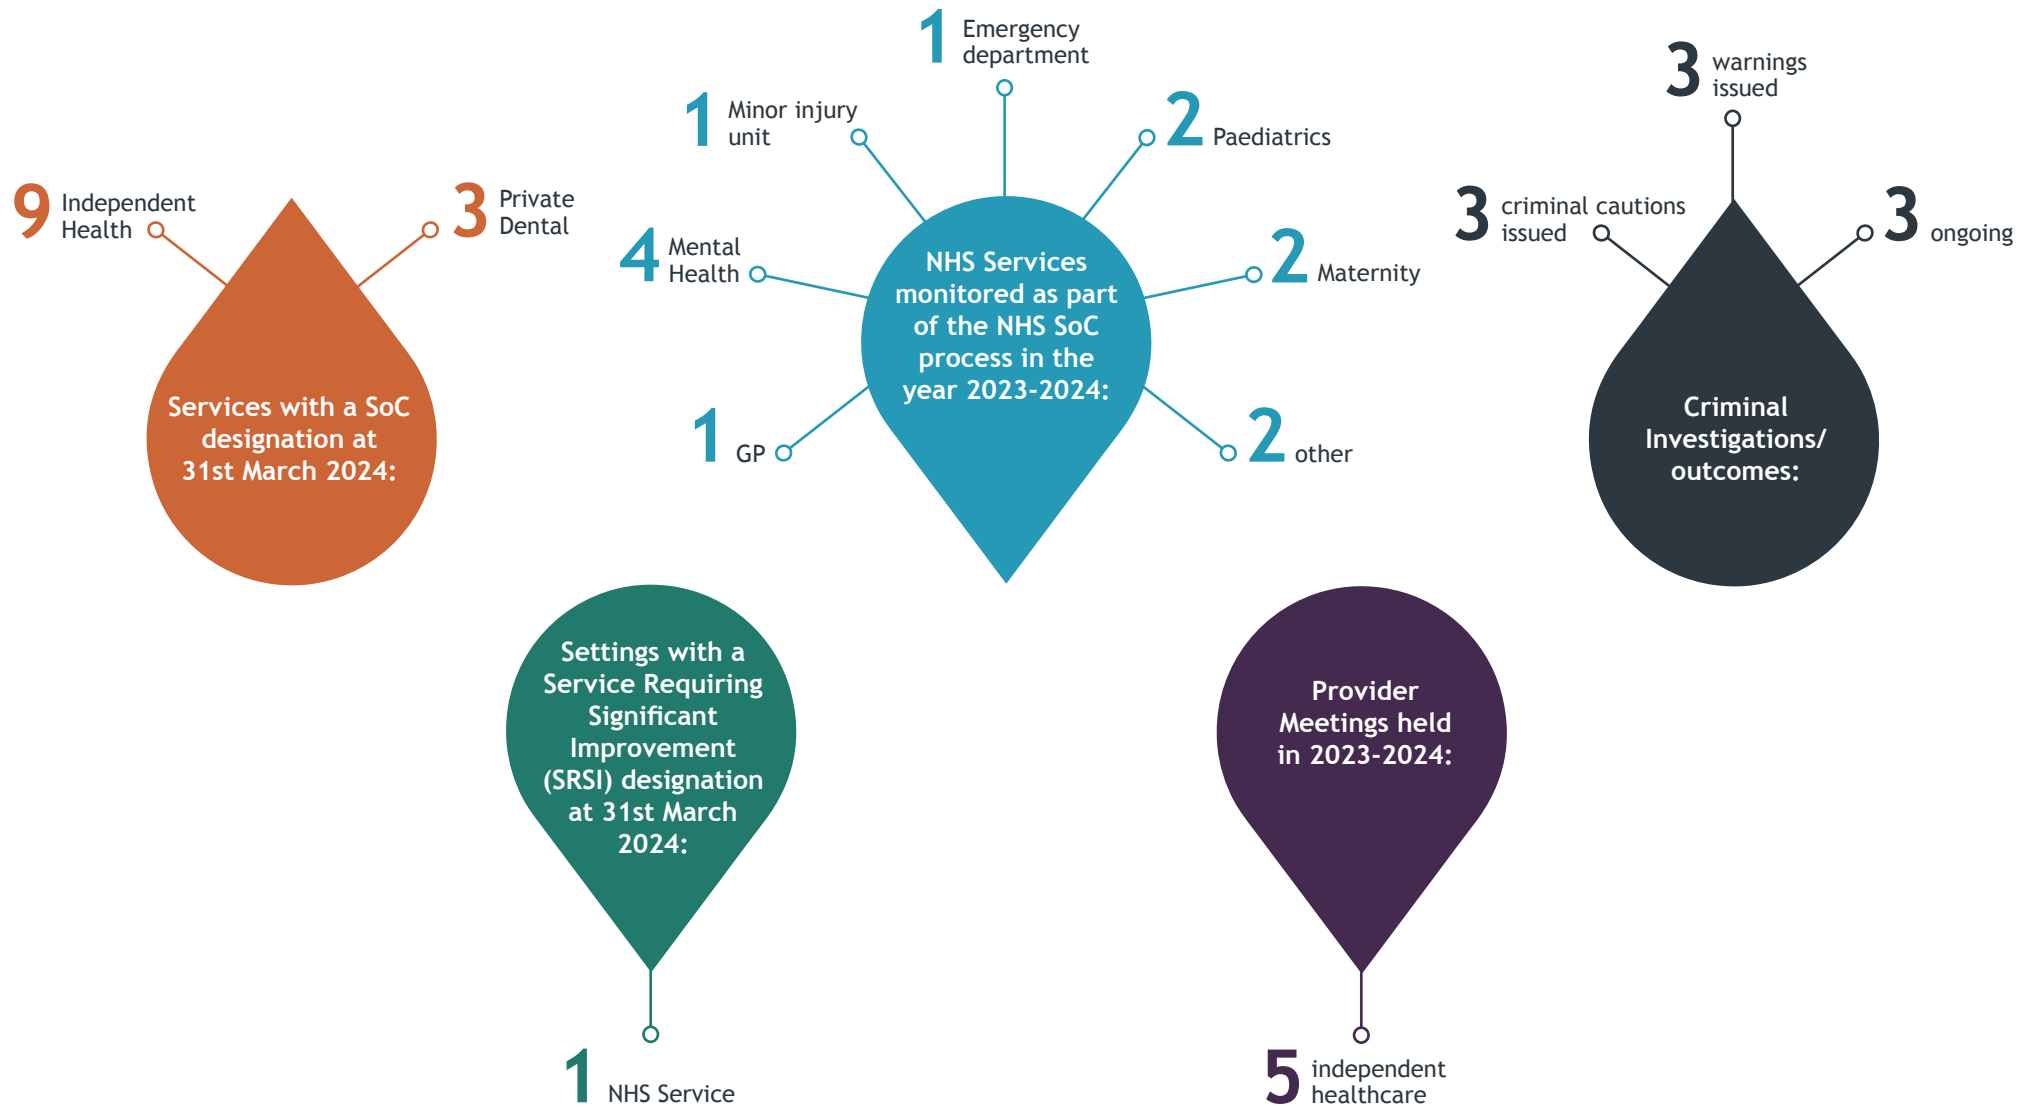 9 Independent
Health
3 Private
Dental
Services with a SoC
designation at
31st March 2024:
1 GP
4 Mental
Health
1 Minor injury
unit
1 Emergency
department
2 Paediatrics
2 Maternity
2 other
NHS Services
monitored as part
of the NHS SoC
process in the
year 2023-2024:
3 criminal cautions
issued
3 warnings
issued
3 ongoing
Criminal
Investigations/
outcomes:
Settings with a
Service Requiring
Significant
Improvement
(SRSI) designation
at 31st March
2024:
1 NHS Service
Provider
Meetings held
in 2023-2024:
5 independent
healthcare